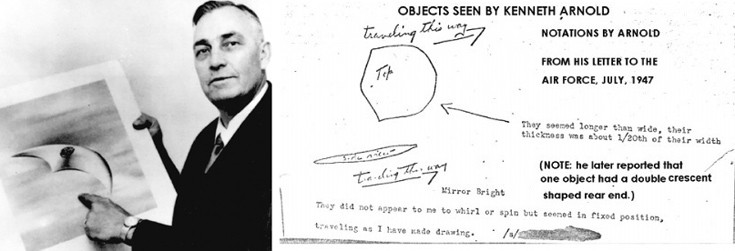 OBJECTS SEEN BY KENNETH ARNOLD
traveling this way
NOTATIONS BY ARNOLD
FROM HIS LETTER TO THE
AIR FORCE, JULY, 1947
Top
They seemed longer than wide, their
thickness was about 1/20th of their width
side view
traveling this way
Mirror Bright
(NOTE: he later reported that
one object had a double crescent
shaped rear end.)
They did not appear to me to whirl or spin but seemed in fixed position,
traveling as I have made drawing.